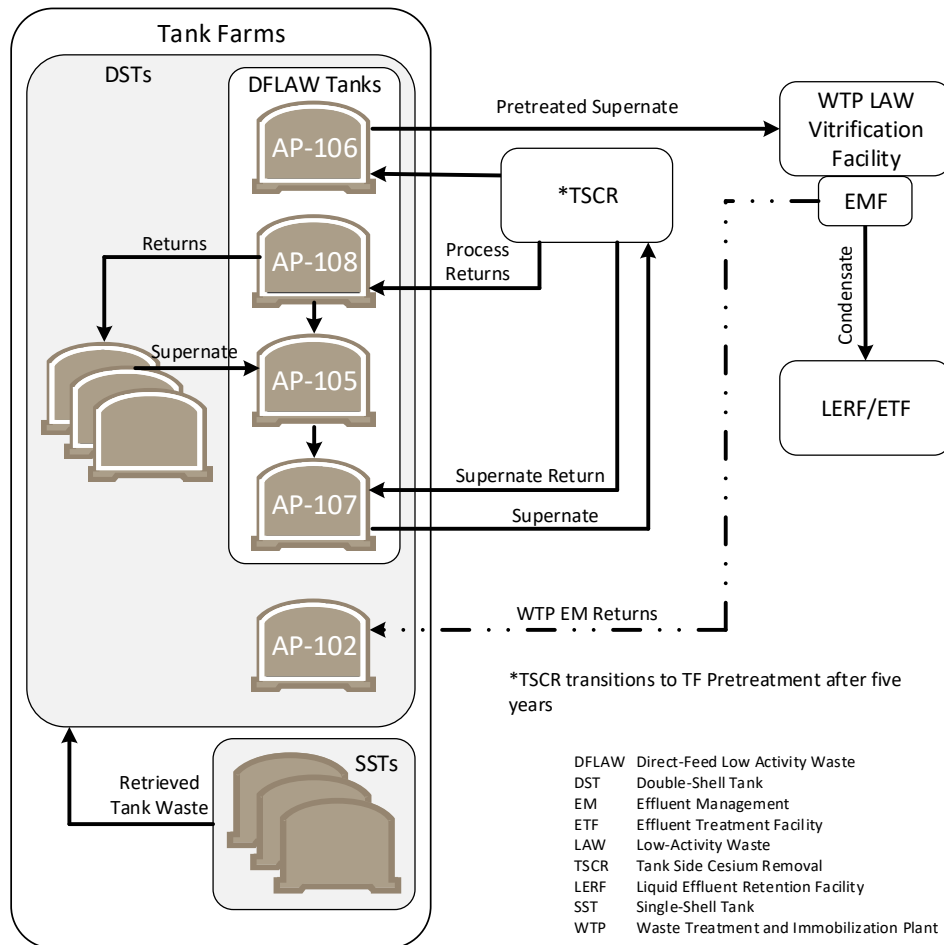 Tank Farms
DSTs
DFLAW Tanks
AP-106
Pretreated Supernate
WTP LAW
Vitrification
Facility
EMF
*TSCR
Returns
AP-108
Process
Returns
Condensate
Supernate
AP-105
LERF/ETF
AP-107
Supernate Return
Supernate
AP-102
WTP EM Returns
*TSCR transitions to TF Pretreatment after five
years
SSTs
Retrieved
Tank Waste
DFLAW Direct-Feed Low Activity Waste
DST Double-Shell Tank
EM Effluent Management
ETF Effluent Treatment Facility
LAW Low-Activity Waste
TSCR Tank Side Cesium Removal
LERF Liquid Effluent Retention Facility
SST Single-Shell Tank
WTP Waste Treatment and Immobilization Plant